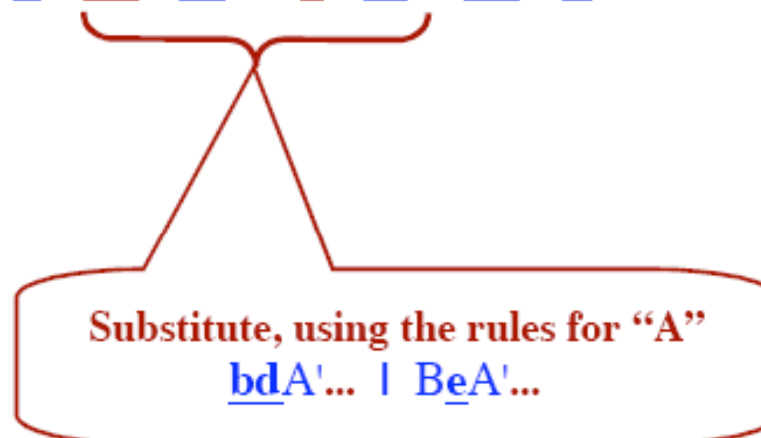 Substitute, using the rules for “A”
bdA'... | BeA'...